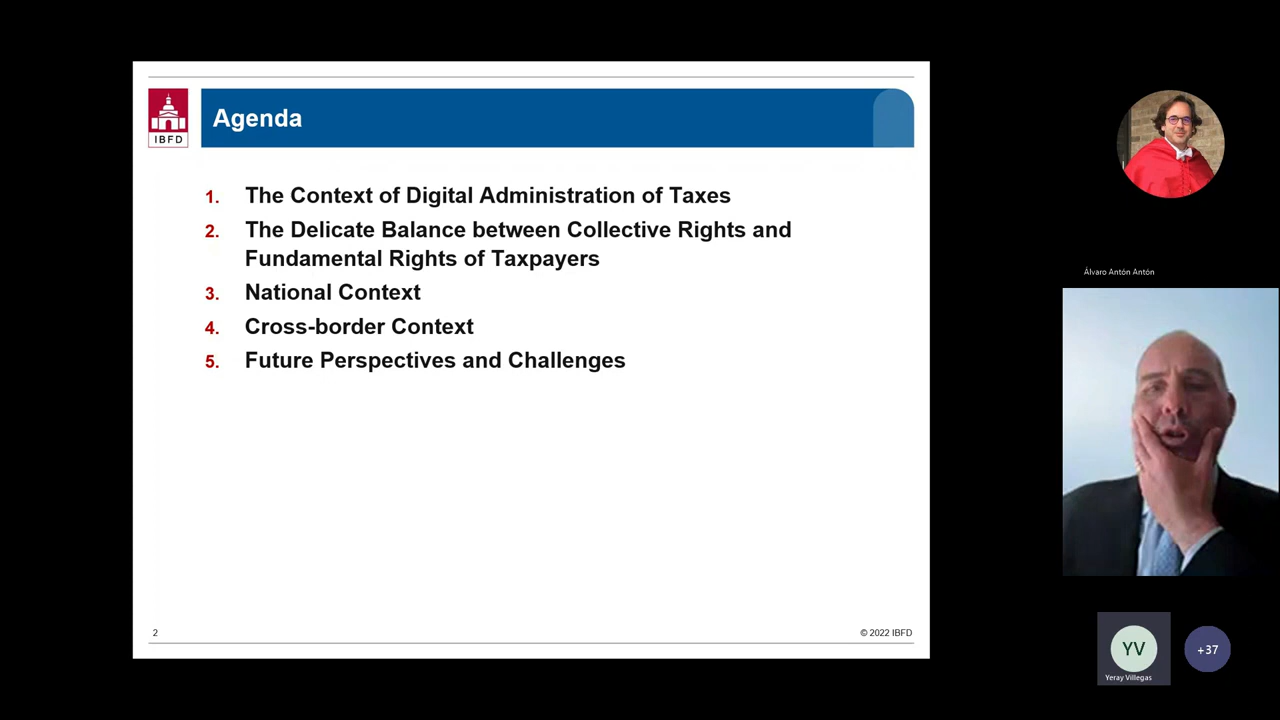 IBFD
Agenda
1. The Context of Digital Administration of Taxes
2. The Delicate Balance between Collective Rights and
Fundamental Rights of Taxpayers
3. National Context
4. Cross-border Context
5. Future Perspectives and Challenges
2
© 2022 IBFD
Álvaro Antón Antón
YV
Yeray Villegas
+37